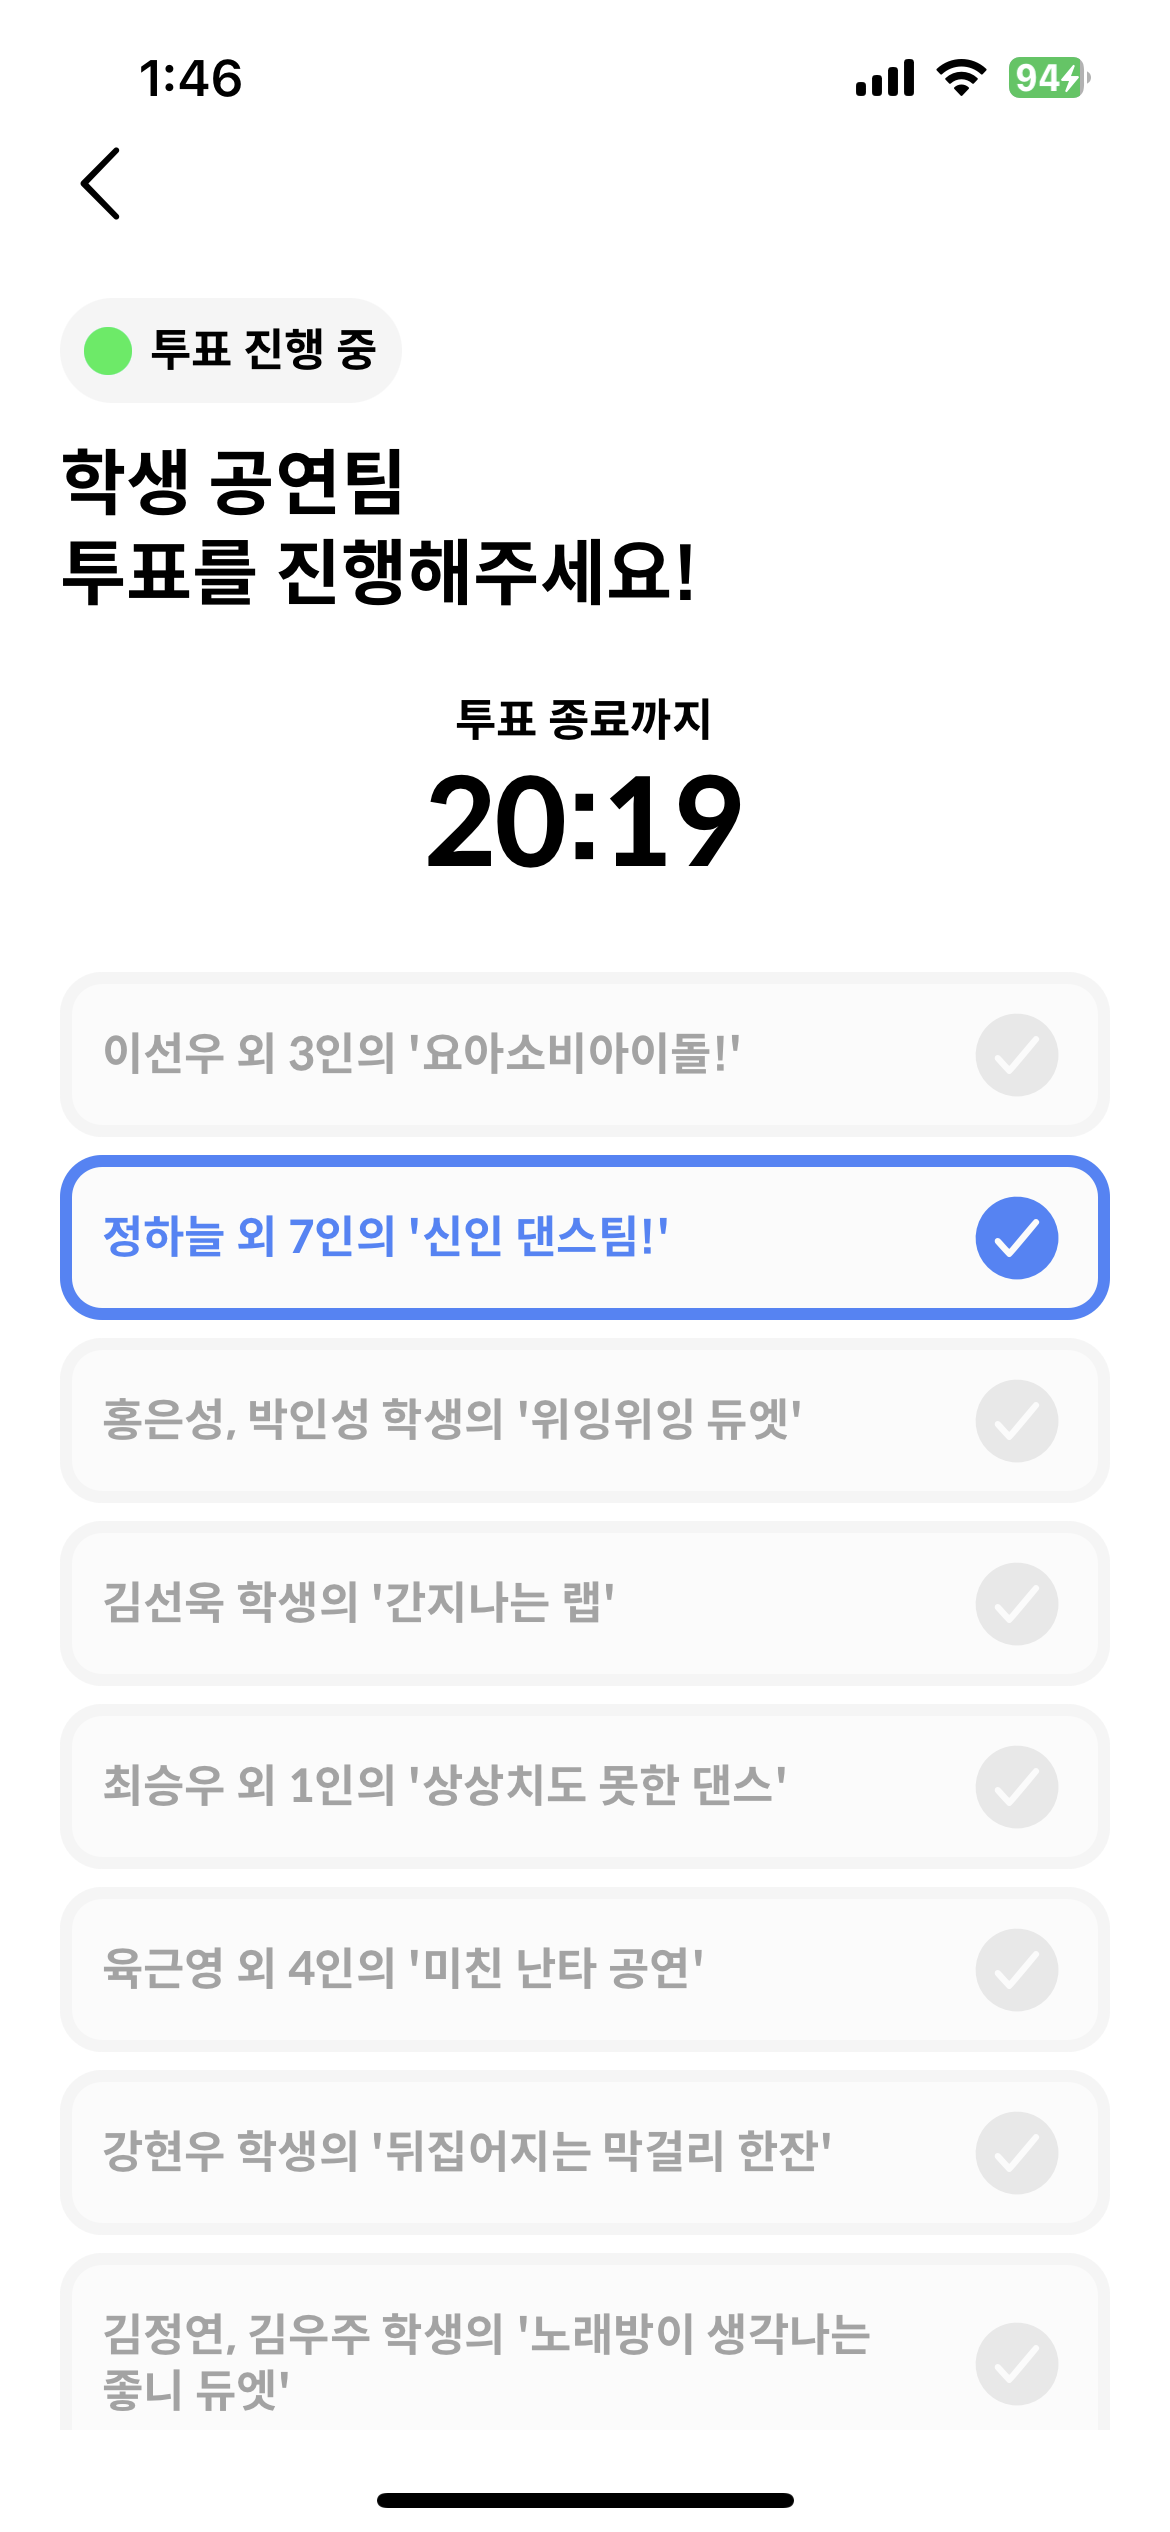 1:46
94
투표 진행 중
학생 공연팀
투표를 진행해주세요!
투표 종료까지
20:19
이선우 외 3인의 '요아소비아이돌!'
정하늘 외 7인의 '신인 댄스팀!'
홍은성, 박인성 학생의 '위잉위잉 듀엣'
김선욱 학생의 '간지나는 랩'
최승우 외 1인의 '상상치도 못한 댄스'
육근영 외 4인의 '미친 난타 공연'
강현우 학생의 '뒤집어지는 막걸리 한잔'
김정연, 김우주 학생의 '노래방이 생각나는
좋니 듀엣'